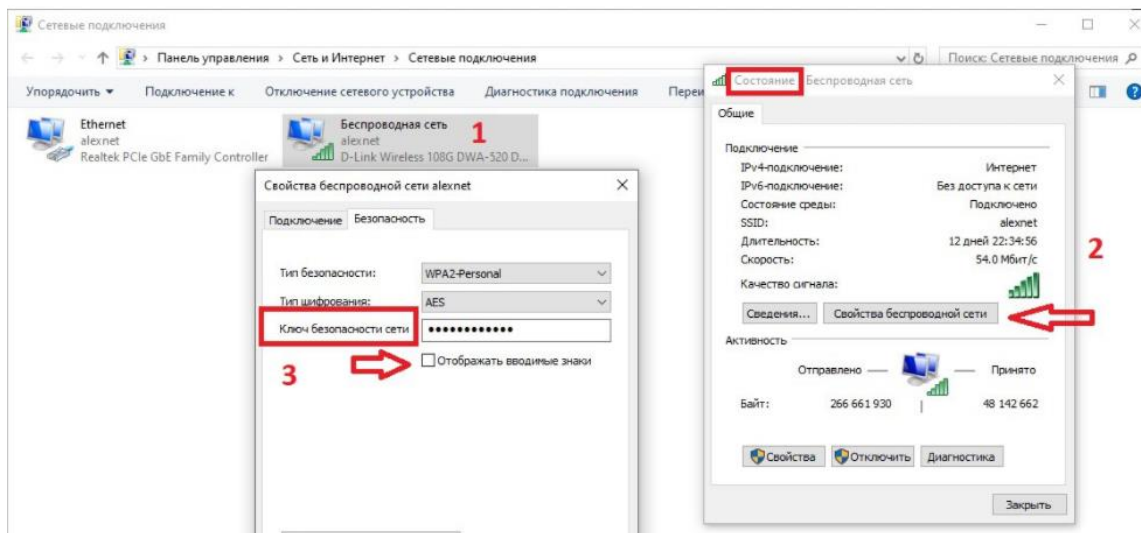 Сетевые подключения
Панель управления > Сеть и Интернет > Сетевые подключения
Поиск: Сетевые подключения
Упорядочить
Подключение к
Отключение сетевого устройства
Диагностика подключения
Ethernet
alexnet
Realtek PCIe GbE Family Controller
Беспроводная сеть
alexnet
D-Link Wireless 108G DWA-520 D...
1
Свойства беспроводной сети alexnet
Подключение
Безопасность
Тип безопасности:
WPA2-Personal
Тип шифрования:
AES
Ключ безопасности сети
••••••••••••
Отображать вводимые знаки
3
Состояние - Беспроводная сеть
Общие
Подключение
IPv4-подключение: Интернет
IPv6-подключение: Без доступа к сети
Состояние среды: Подключено
SSID: alexnet
Длительность: 12 дней 22:34:56
Скорость: 54.0 Мбит/с
Качество сигнала:
2
Сведения...
Свойства беспроводной сети
Активность
Отправлено — — Принято
Байт: 266 661 930 | 48 142 662
Свойства
Отключить
Диагностика
Закрыть